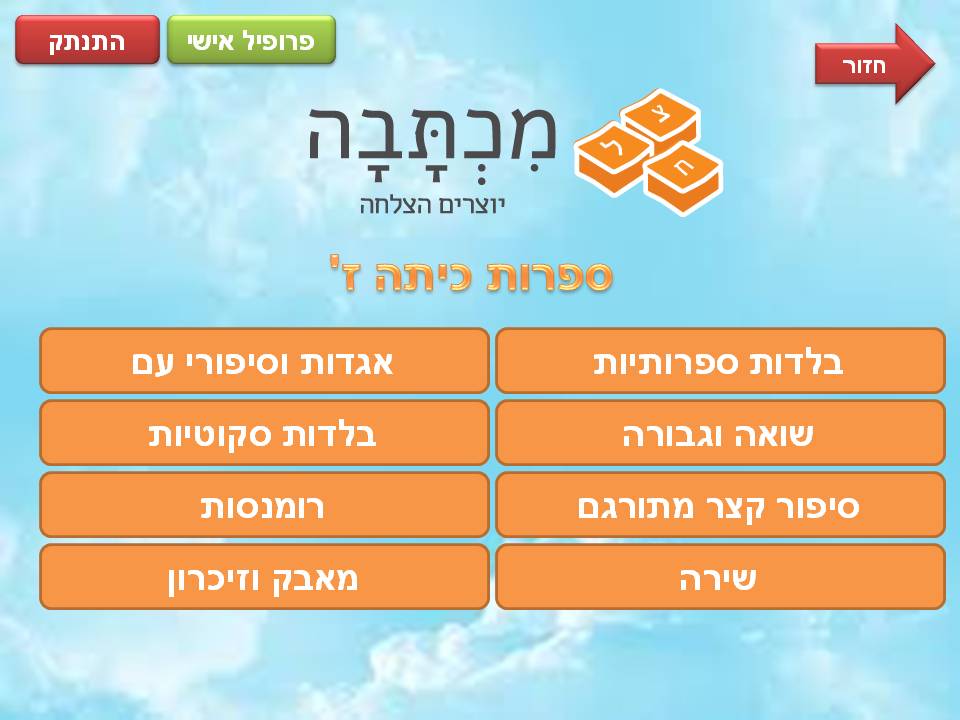 חזור
פרופיל אישי
התנתק
צ
ל
ח
מִכְתָּבָה
יוצרים הצלחה
ספרות כיתה ז'
בלדות ספרותיות
אגדות וסיפורי עם
שואה וגבורה
בלדות סקוטיות
סיפור קצר מתורגם
רומנסות
שירה
מאבק וזיכרון